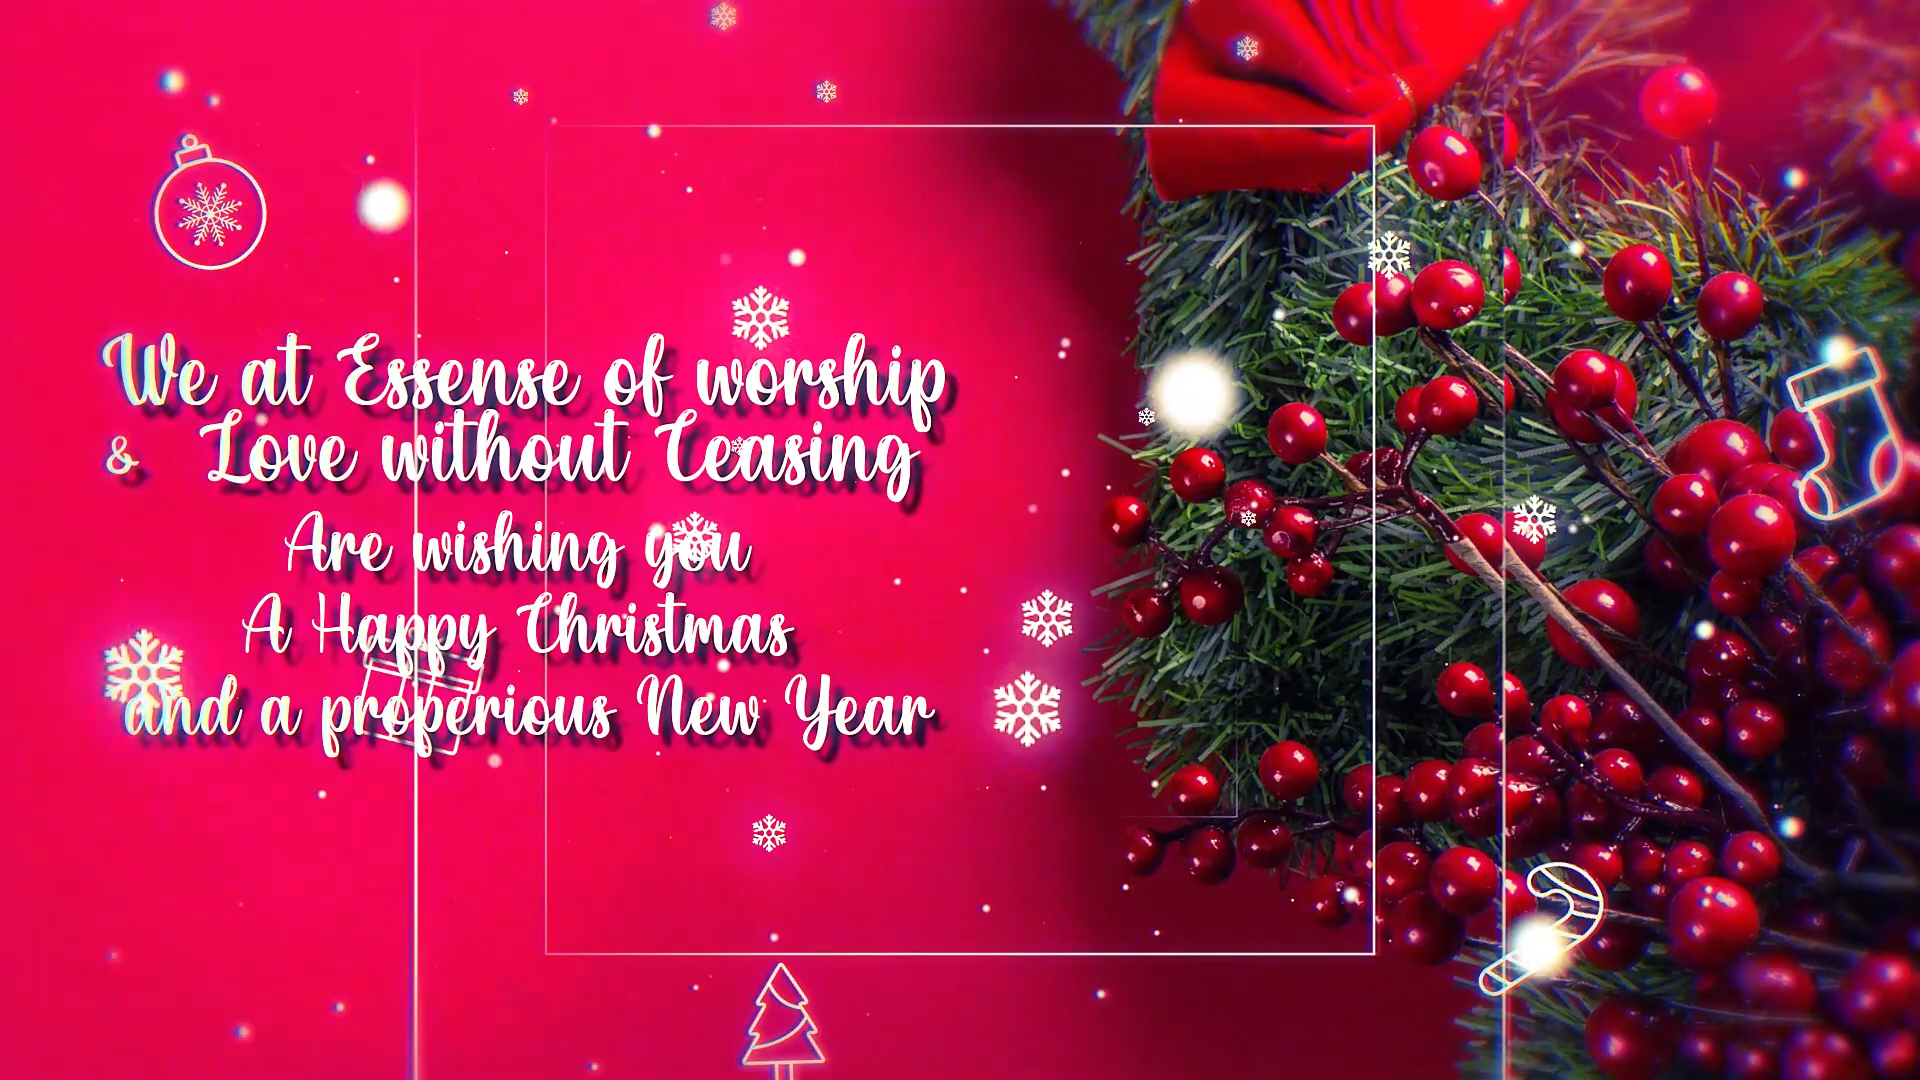 We at Essense of worship
& Love without Ceasing
Are wishing you
A Happy Christmas
and a properious New Year